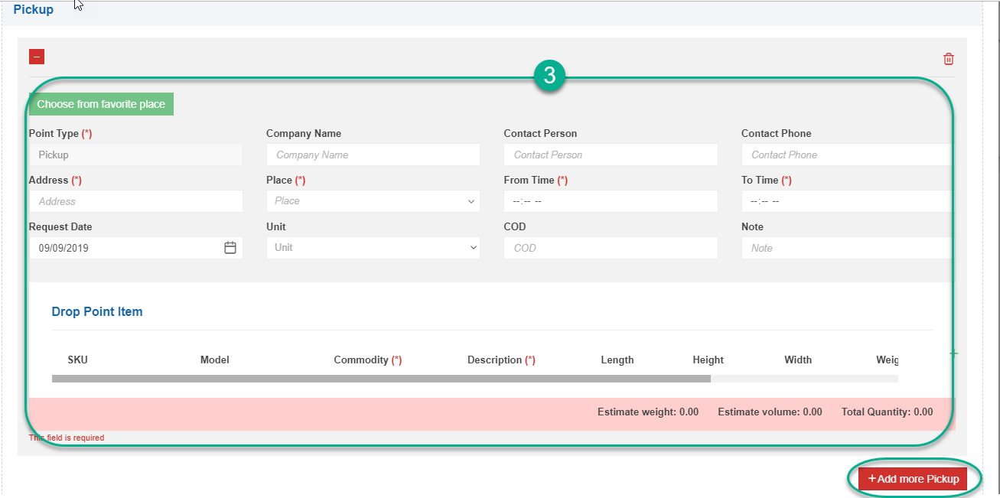 Pickup
3
Choose from favorite place
Point Type (*) Company Name Contact Person Contact Phone
Pickup Company Name Contact Person Contact Phone
Address (*) Place (*) From Time (*) To Time (*)
Address Place --:-- -- --:-- --
Request Date Unit COD Note
09/09/2019 Unit COD Note
Drop Point Item
SKU Model Commodity (*) Description (*) Length Height Width Weig
Estimate weight: 0.00 Estimate volume: 0.00 Total Quantity: 0.00
This field is required
+Add more Pickup